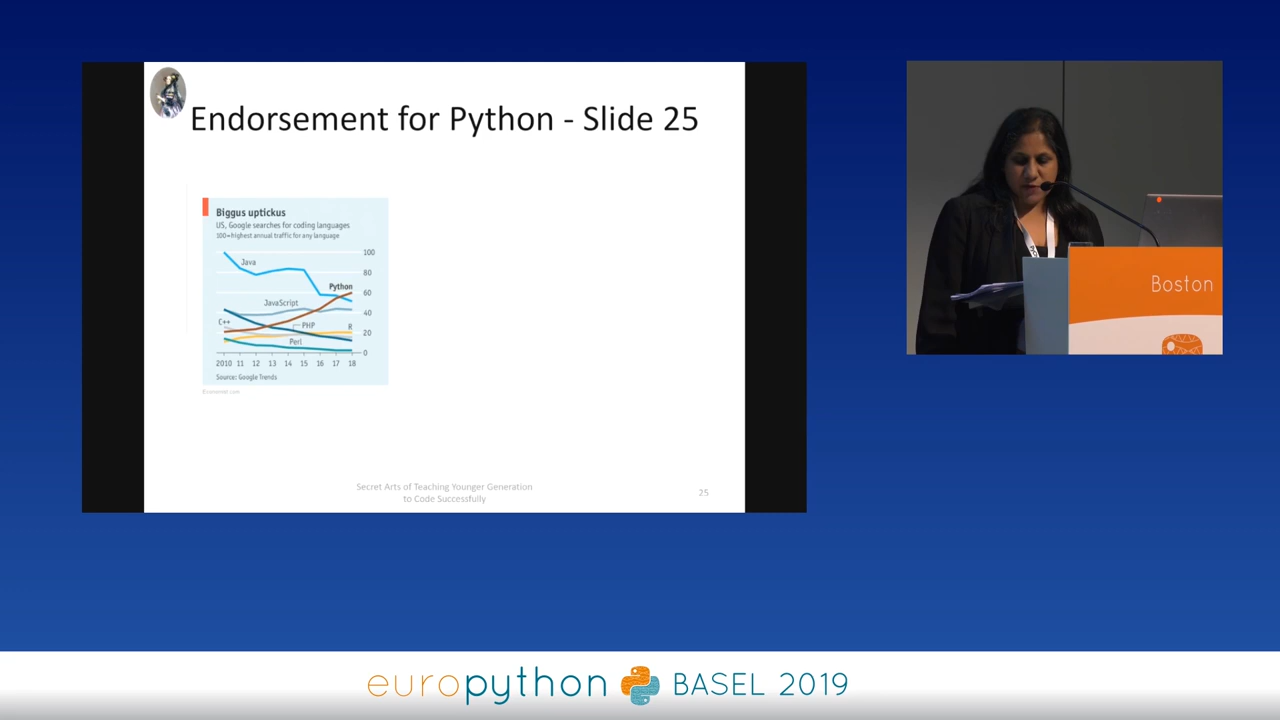 Endorsement for Python - Slide 25
Biggus uptickus
US, Google searches for coding languages
100=highest annual traffic for any language
100
Java
80
Python
60
JavaScript
40
C++
PHP
R
20
Perl
0
2010 11 12 13 14 15 16 17 18
Source: Google Trends
Economist.com
Secret Arts of Teaching Younger Generation
to Code Successfully
25
Boston
europython BASEL 2019